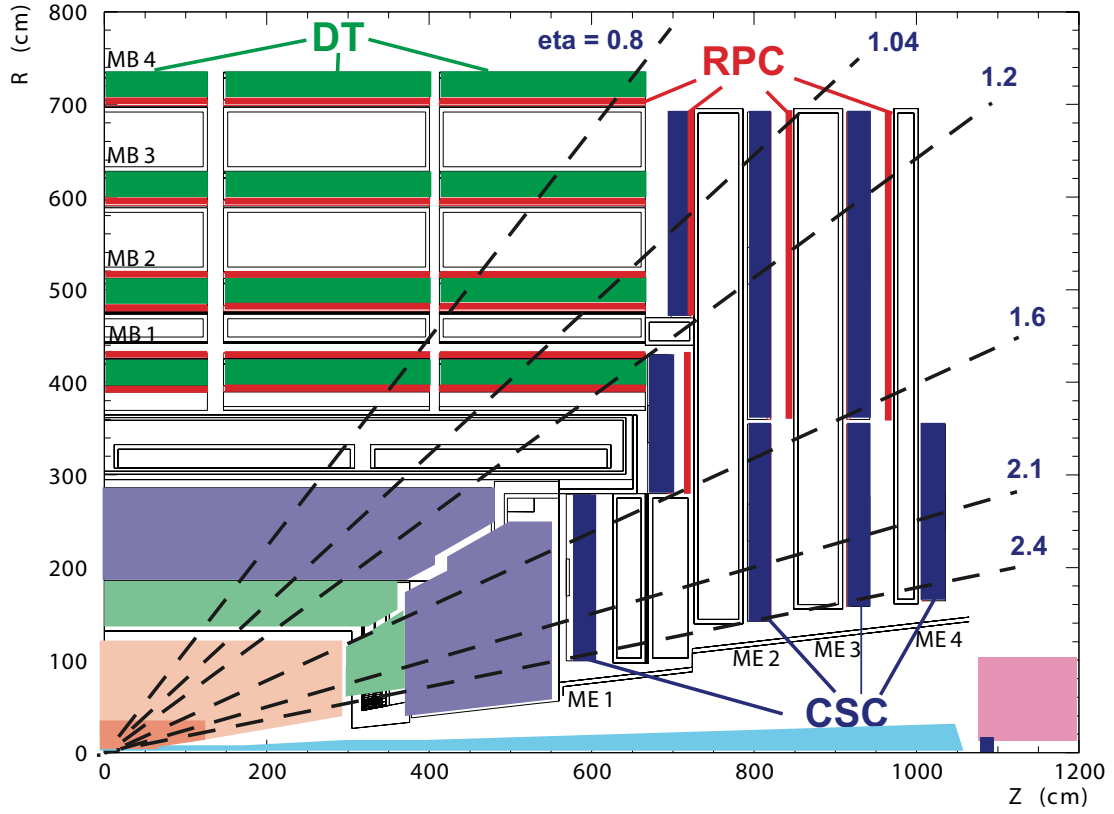 R (cm)
800
700
600
500
400
300
200
100
0
MB 4
MB 3
MB 2
MB 1
DT
eta = 0.8
1.04
1.2
RPC
1.6
2.1
2.4
ME 1
ME 2
ME 3
ME 4
CSC
0
200
400
600
800
1000
1200
Z (cm)